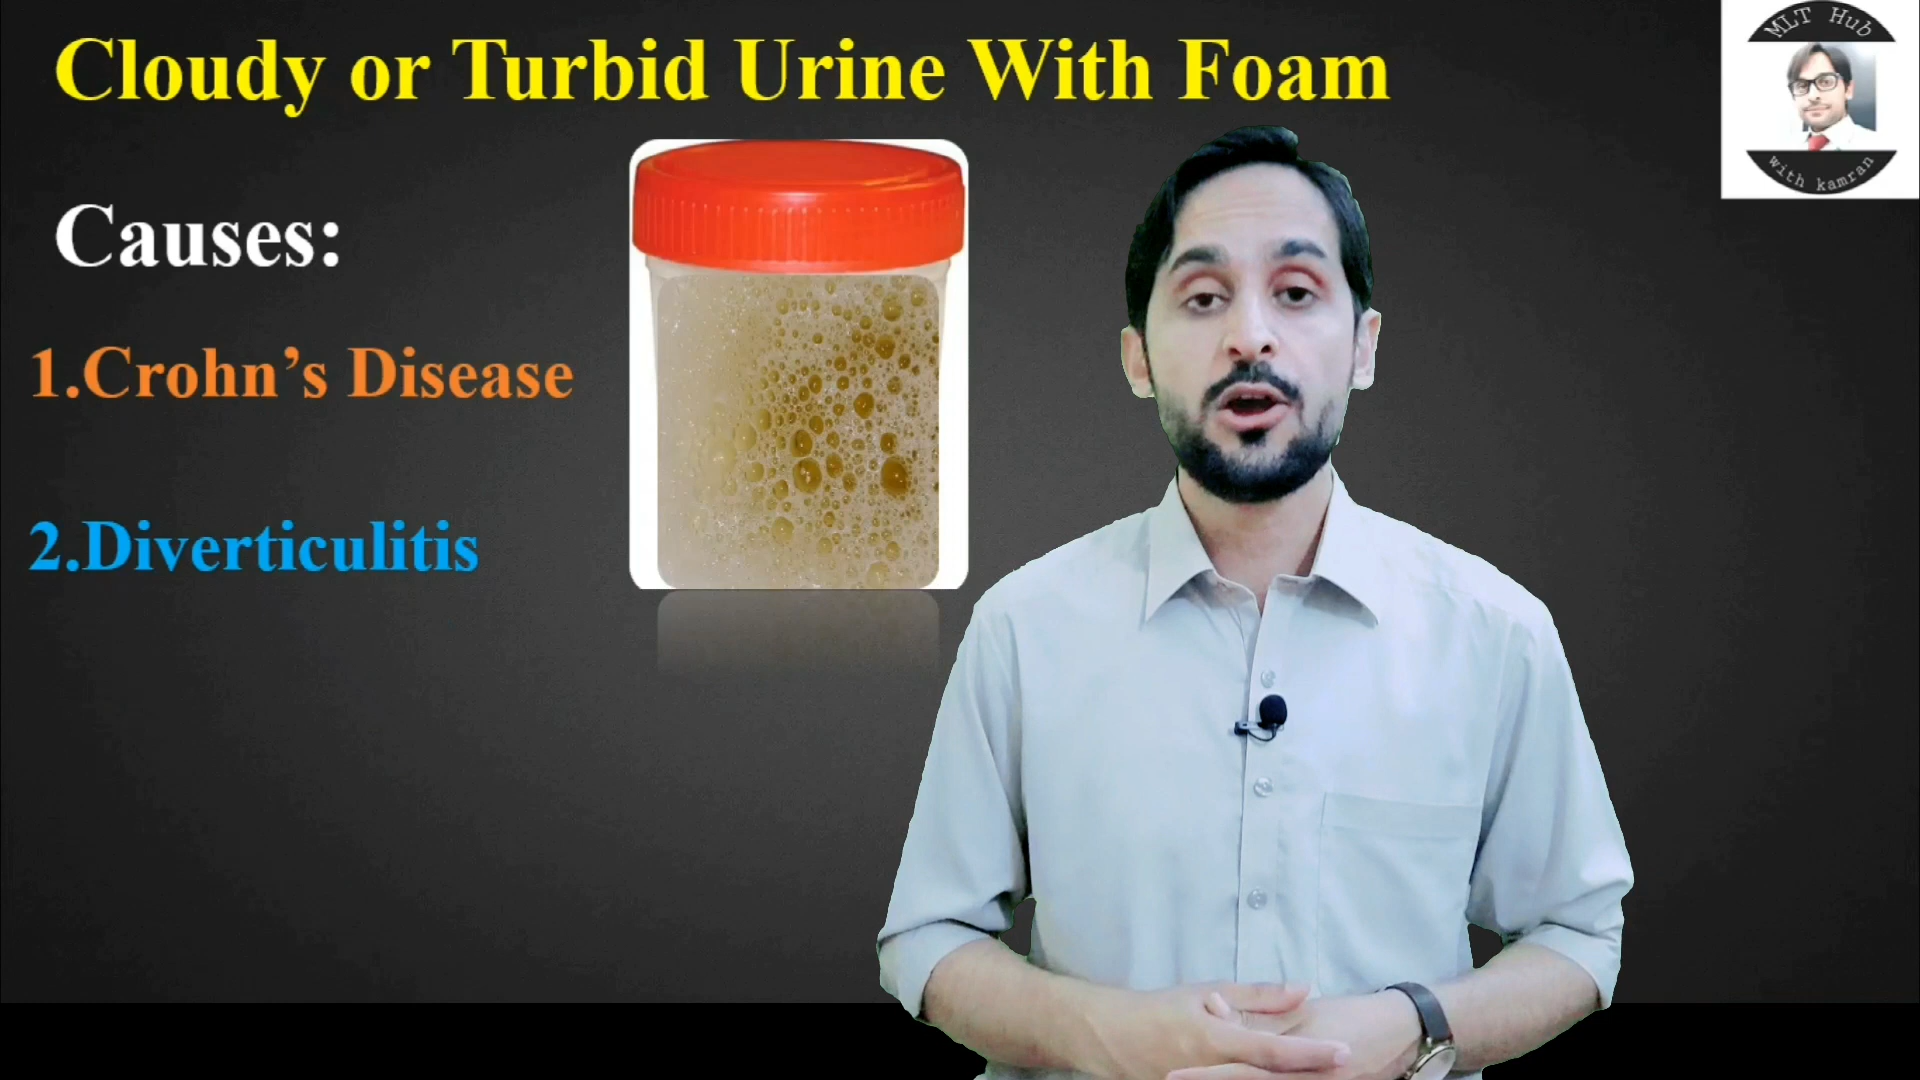 Cloudy or Turbid Urine With Foam
MLT Hub
with kamran
Causes:
1.Crohn’s Disease
2.Diverticulitis